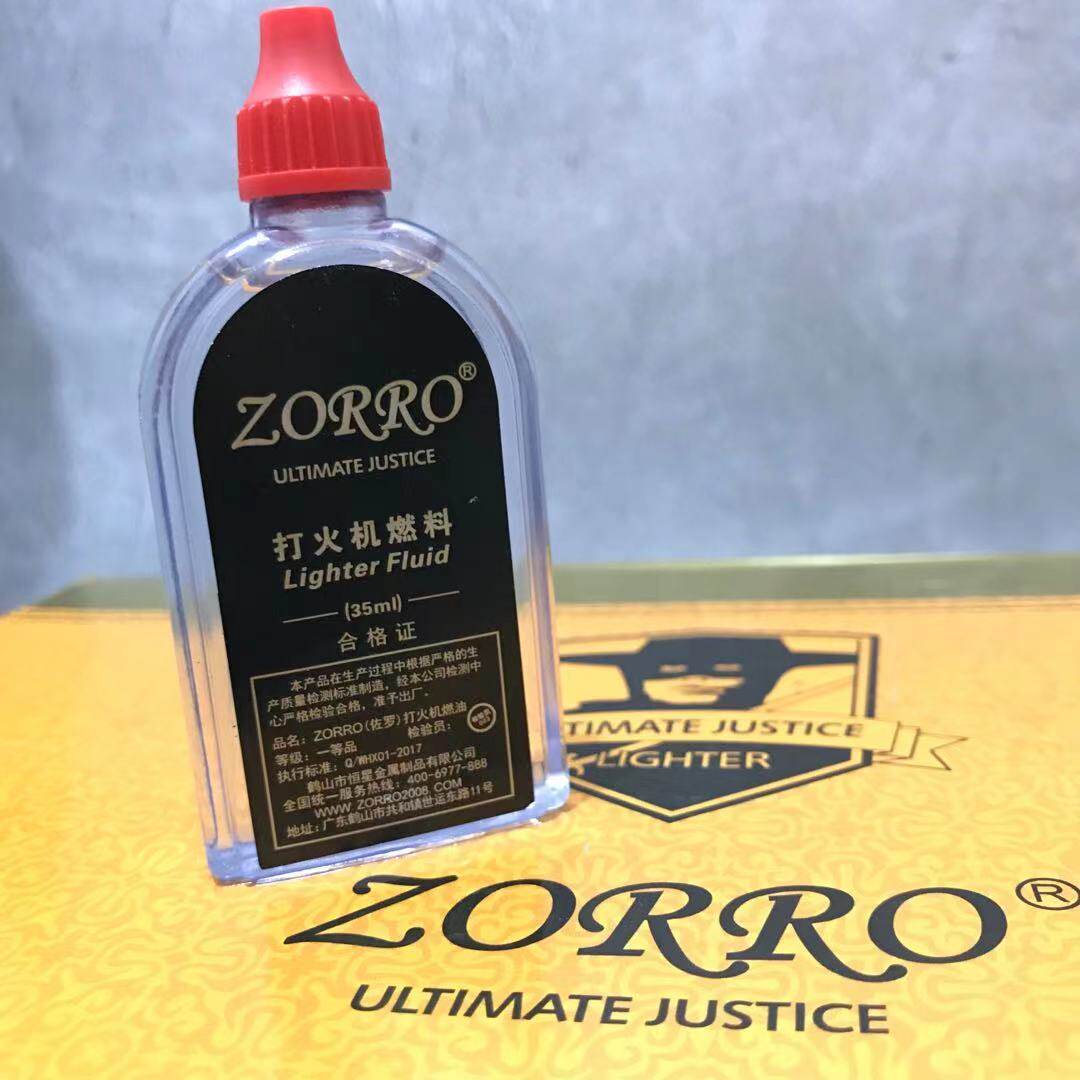 ZORRO®
ULTIMATE JUSTICE
打火机燃料
Lighter Fluid
(35ml)
合格证
本产品在生产过程中根据严格的生
产质量检测标准制造，经本公司检测中
心严格检验合格，准予出厂。
品名：ZORRO(佐罗)打火机燃油
等级：一等品 检验员：
执行标准：Q/WHX01-2017
鹤山市恒星金属制品有限公司
全国统一服务热线：400-6977-888
WWW.ZORRO2008.COM
地址：广东鹤山市共和镇世运东路11号
TIMATE JUSTICE
LIGHTER
ZORRO®
ULTIMATE JUSTICE